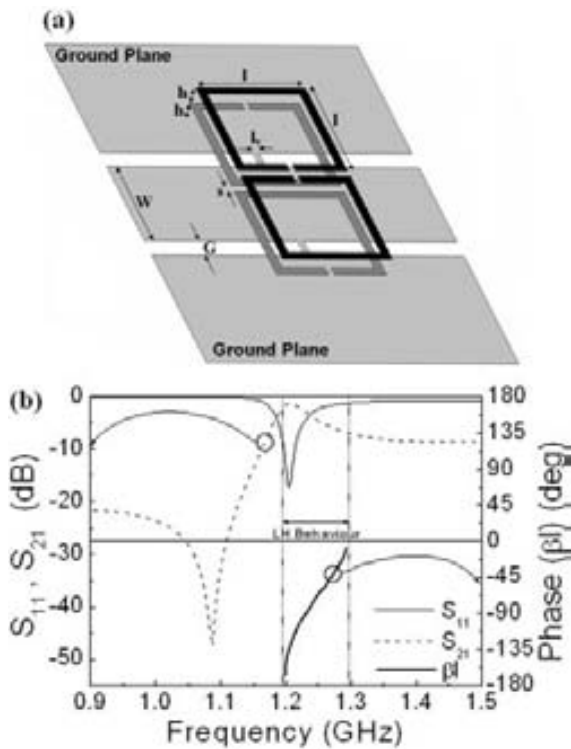 (a)
Ground Plane
l
h
h
l
L
s
W
G
Ground Plane
(b)
0
-10
-20
-30
-40
-50
S11, S21 (dB)
180
135
90
45
0
-45
-90
-135
-180
Phase (βl) (deg)
LH Behaviour
S11
S21
βl
0.9 1.0 1.1 1.2 1.3 1.4 1.5
Frequency (GHz)